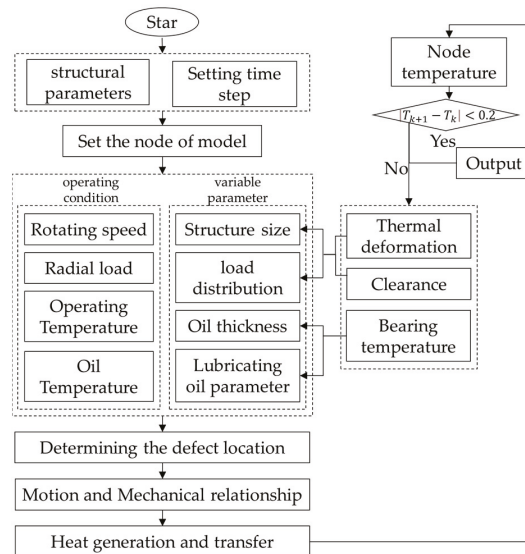 Star
structural
parameters
Setting time
step
Set the node of model
operating
condition
Rotating speed
Radial load
Operating
Temperature
Oil
Temperature
variable
parameter
Structure size
load
distribution
Oil thickness
Lubricating
oil parameter
Determining the defect location
Motion and Mechanical relationship
Heat generation and transfer
Node
temperature
|T_{k+1} − T_k| < 0.2
Yes
No
Output
Thermal
deformation
Clearance
Bearing
temperature